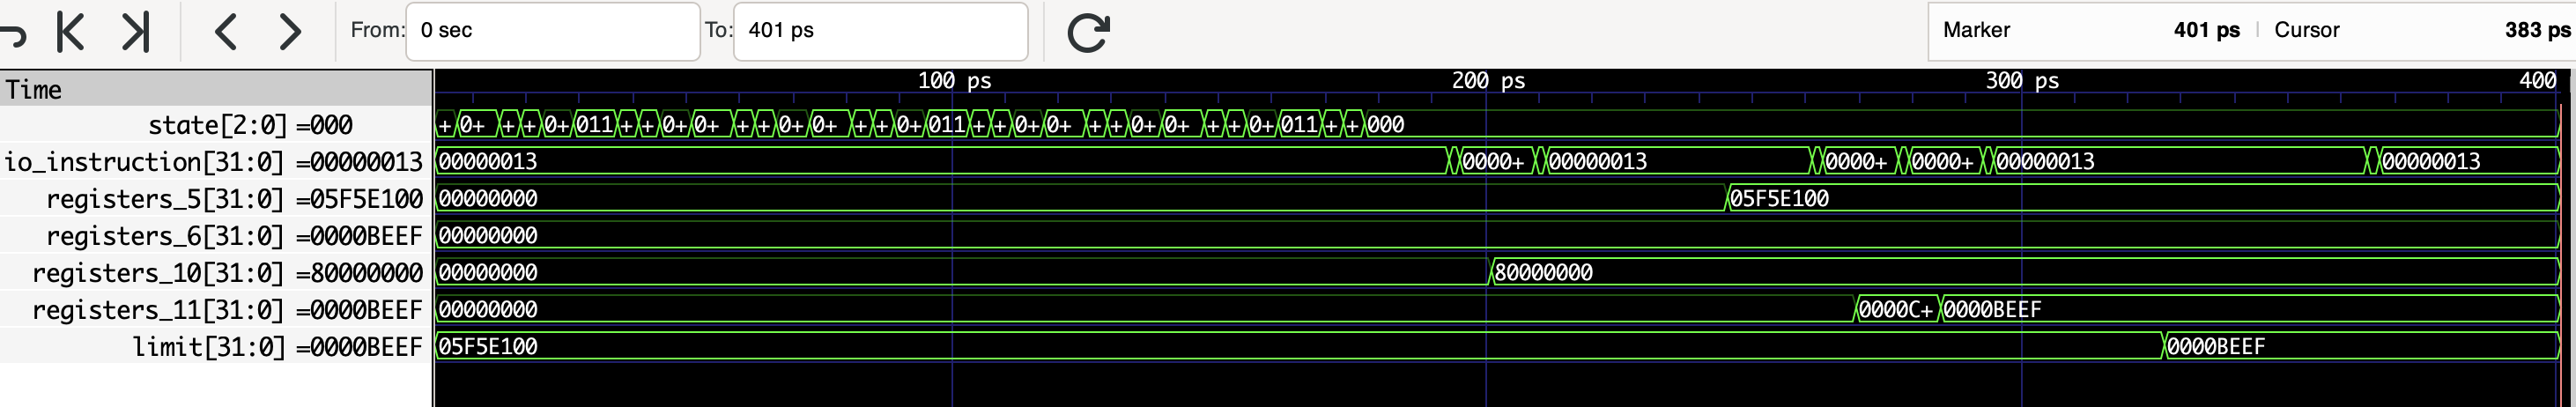 From: 0 sec To: 401 ps Marker 401 ps | Cursor 383 ps
Time 100 ps 200 ps 300 ps 400
state[2:0] =000 + 0+ + + 0+ 011 + + 0+ 0+ + + 0+ 0+ + + 0+ 011 + + 0+ 0+ + + 0+ 0+ + + 0+ 011 + + 000
io_instruction[31:0] =00000013 00000013 0000+ 00000013 0000+ 0000+ 00000013 00000013
registers_5[31:0] =05F5E100 00000000 05F5E100
registers_6[31:0] =0000BEEF 00000000
registers_10[31:0] =80000000 00000000 80000000
registers_11[31:0] =0000BEEF 00000000 0000C+ 0000BEEF
limit[31:0] =0000BEEF 05F5E100 0000BEEF